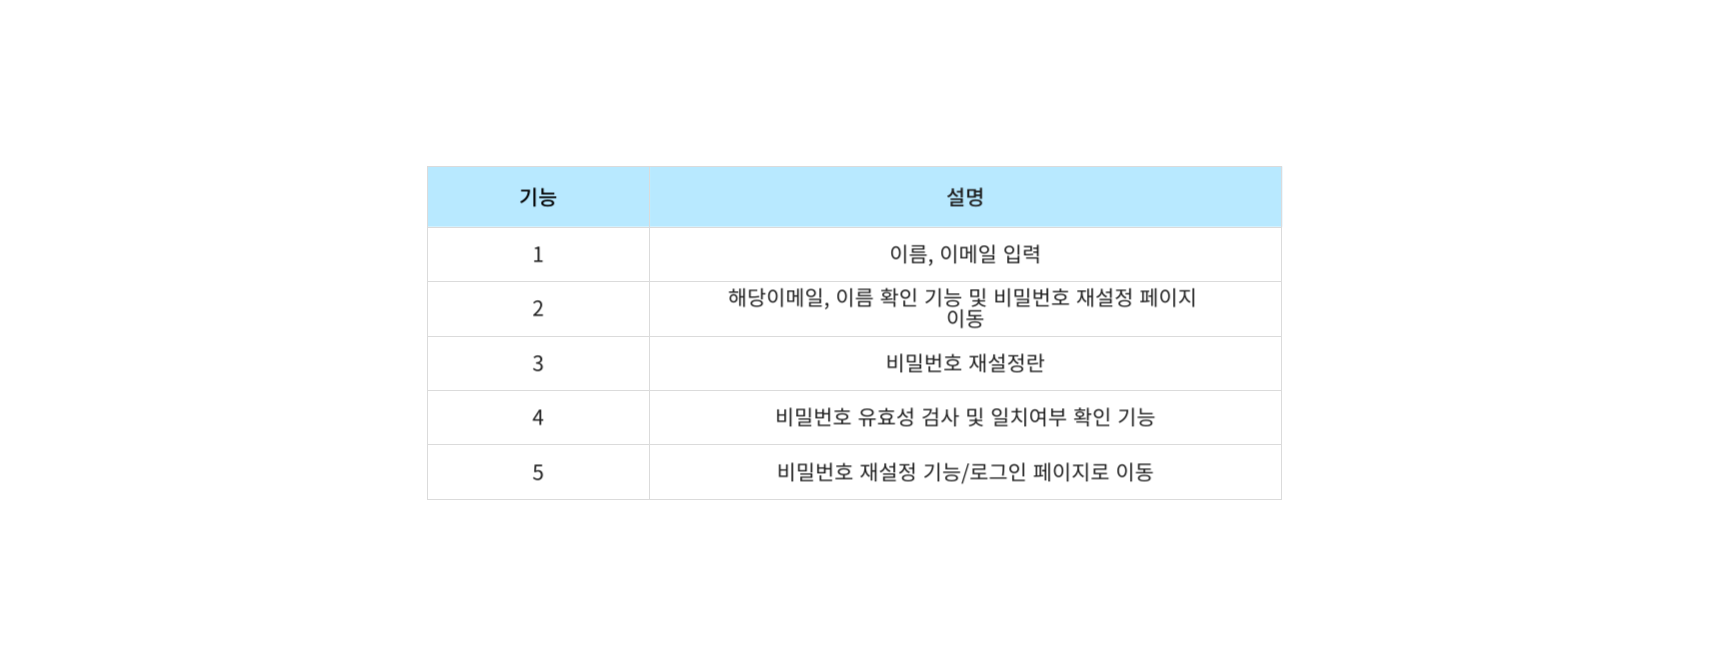 기능 설명
1 이름, 이메일 입력
2 해당이메일, 이름 확인 기능 및 비밀번호 재설정 페이지
이동
3 비밀번호 재설정란
4 비밀번호 유효성 검사 및 일치여부 확인 기능
5 비밀번호 재설정 기능/로그인 페이지로 이동